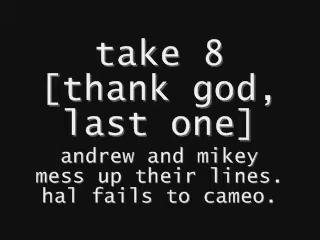 take 8
[thank god,
last one]
andrew and mikey
mess up their lines.
hal fails to cameo.